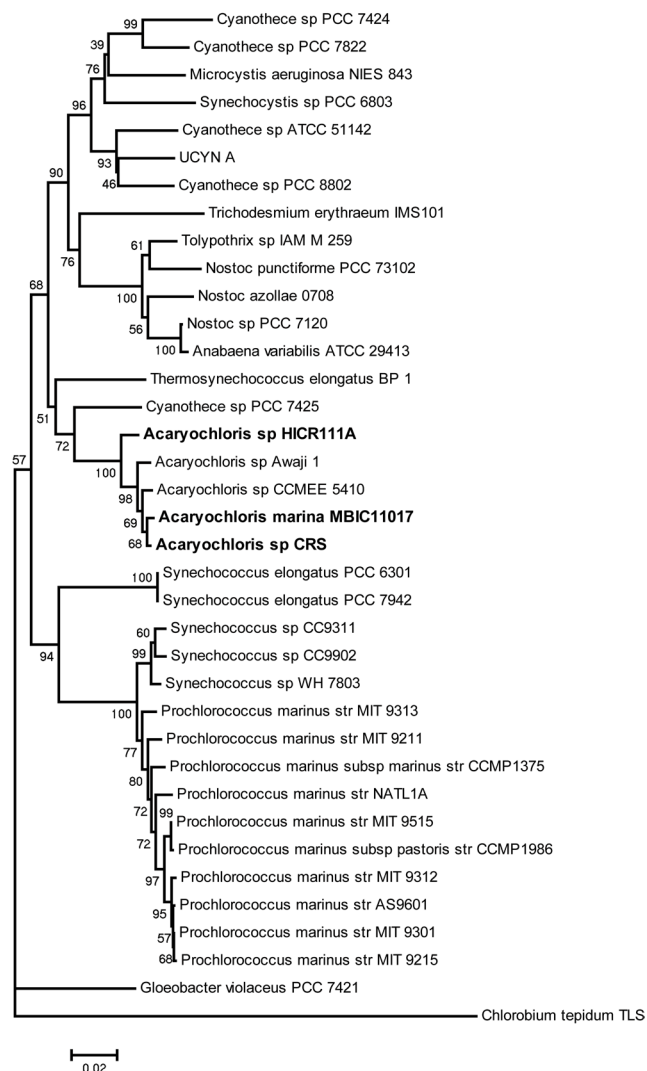 Cyanothece sp PCC 7424
99
Cyanothece sp PCC 7822
39
Microcystis aeruginosa NIES 843
76
Synechocystis sp PCC 6803
96
Cyanothece sp ATCC 51142
UCYN A
93
Cyanothece sp PCC 8802
46
90
Trichodesmium erythraeum IMS101
Tolypothrix sp IAM M 259
61
76
Nostoc punctiforme PCC 73102
100
Nostoc azollae 0708
68
56
Nostoc sp PCC 7120
Anabaena variabilis ATCC 29413
100
Thermosynechococcus elongatus BP 1
51
Cyanothece sp PCC 7425
72
Acaryochloris sp HICR111A
57
100
Acaryochloris sp Awaji 1
98
Acaryochloris sp CCMEE 5410
69
Acaryochloris marina MBIC11017
68
Acaryochloris sp CRS
Synechococcus elongatus PCC 6301
100
Synechococcus elongatus PCC 7942
Synechococcus sp CC9311
60
94
99
Synechococcus sp CC9902
Synechococcus sp WH 7803
100
Prochlorococcus marinus str MIT 9313
77
Prochlorococcus marinus str MIT 9211
80
Prochlorococcus marinus subsp marinus str CCMP1375
72
Prochlorococcus marinus str NATL1A
99
Prochlorococcus marinus str MIT 9515
72
Prochlorococcus marinus subsp pastoris str CCMP1986
97
Prochlorococcus marinus str MIT 9312
95
Prochlorococcus marinus str AS9601
57
Prochlorococcus marinus str MIT 9301
68
Prochlorococcus marinus str MIT 9215
Gloeobacter violaceus PCC 7421
Chlorobium tepidum TLS
0.02